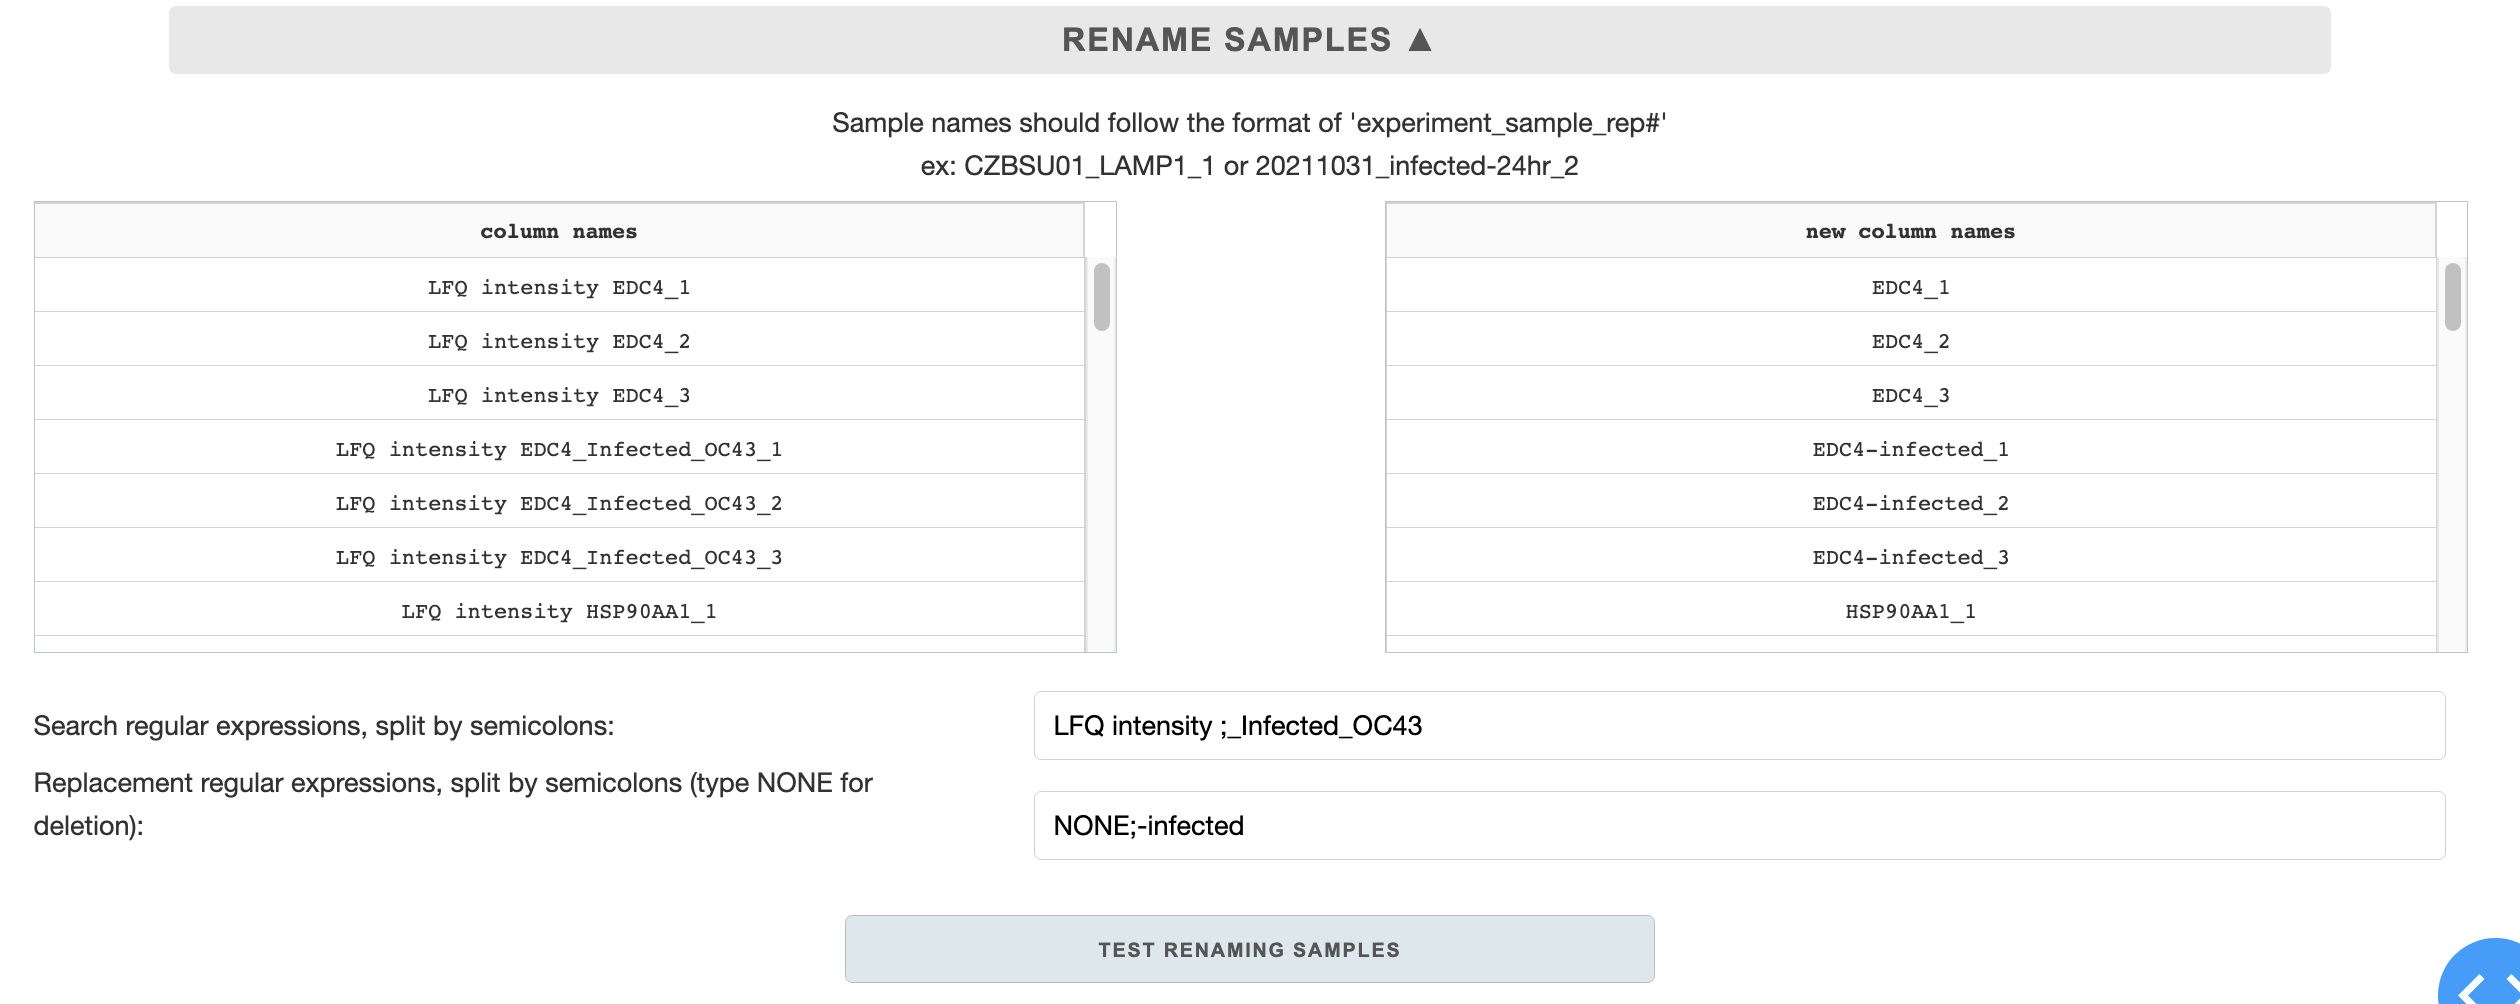 RENAME SAMPLES ▲
Sample names should follow the format of 'experiment_sample_rep#'
ex: CZBSU01_LAMP1_1 or 20211031_infected-24hr_2
column names
LFQ intensity EDC4_1
LFQ intensity EDC4_2
LFQ intensity EDC4_3
LFQ intensity EDC4_Infected_OC43_1
LFQ intensity EDC4_Infected_OC43_2
LFQ intensity EDC4_Infected_OC43_3
LFQ intensity HSP90AA1_1
new column names
EDC4_1
EDC4_2
EDC4_3
EDC4-infected_1
EDC4-infected_2
EDC4-infected_3
HSP90AA1_1
Search regular expressions, split by semicolons:
LFQ intensity ;_Infected_OC43
Replacement regular expressions, split by semicolons (type NONE for
deletion):
NONE;-infected
TEST RENAMING SAMPLES